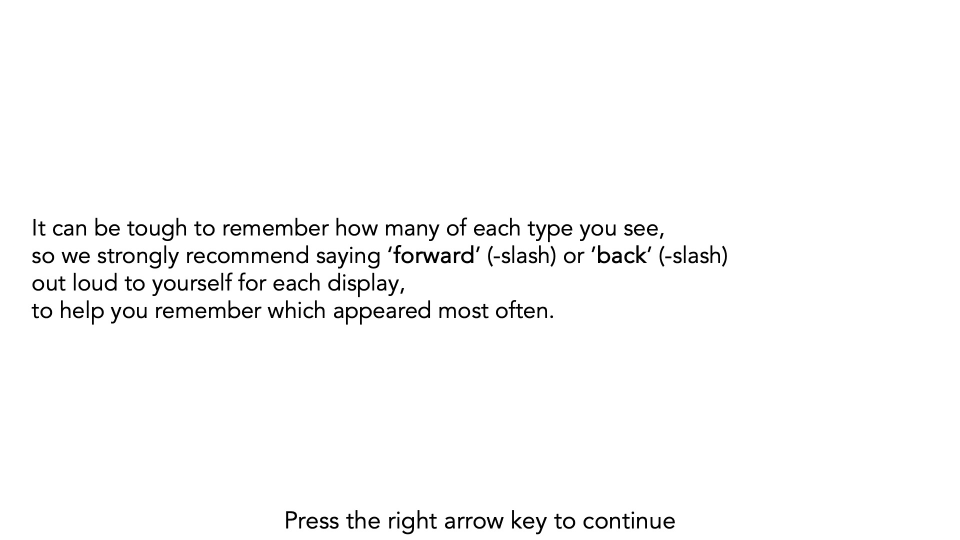 It can be tough to remember how many of each type you see,
so we strongly recommend saying ‘forward’ (-slash) or ‘back‘ (-slash)
out loud to yourself for each display,
to help you remember which appeared most often.
Press the right arrow key to continue